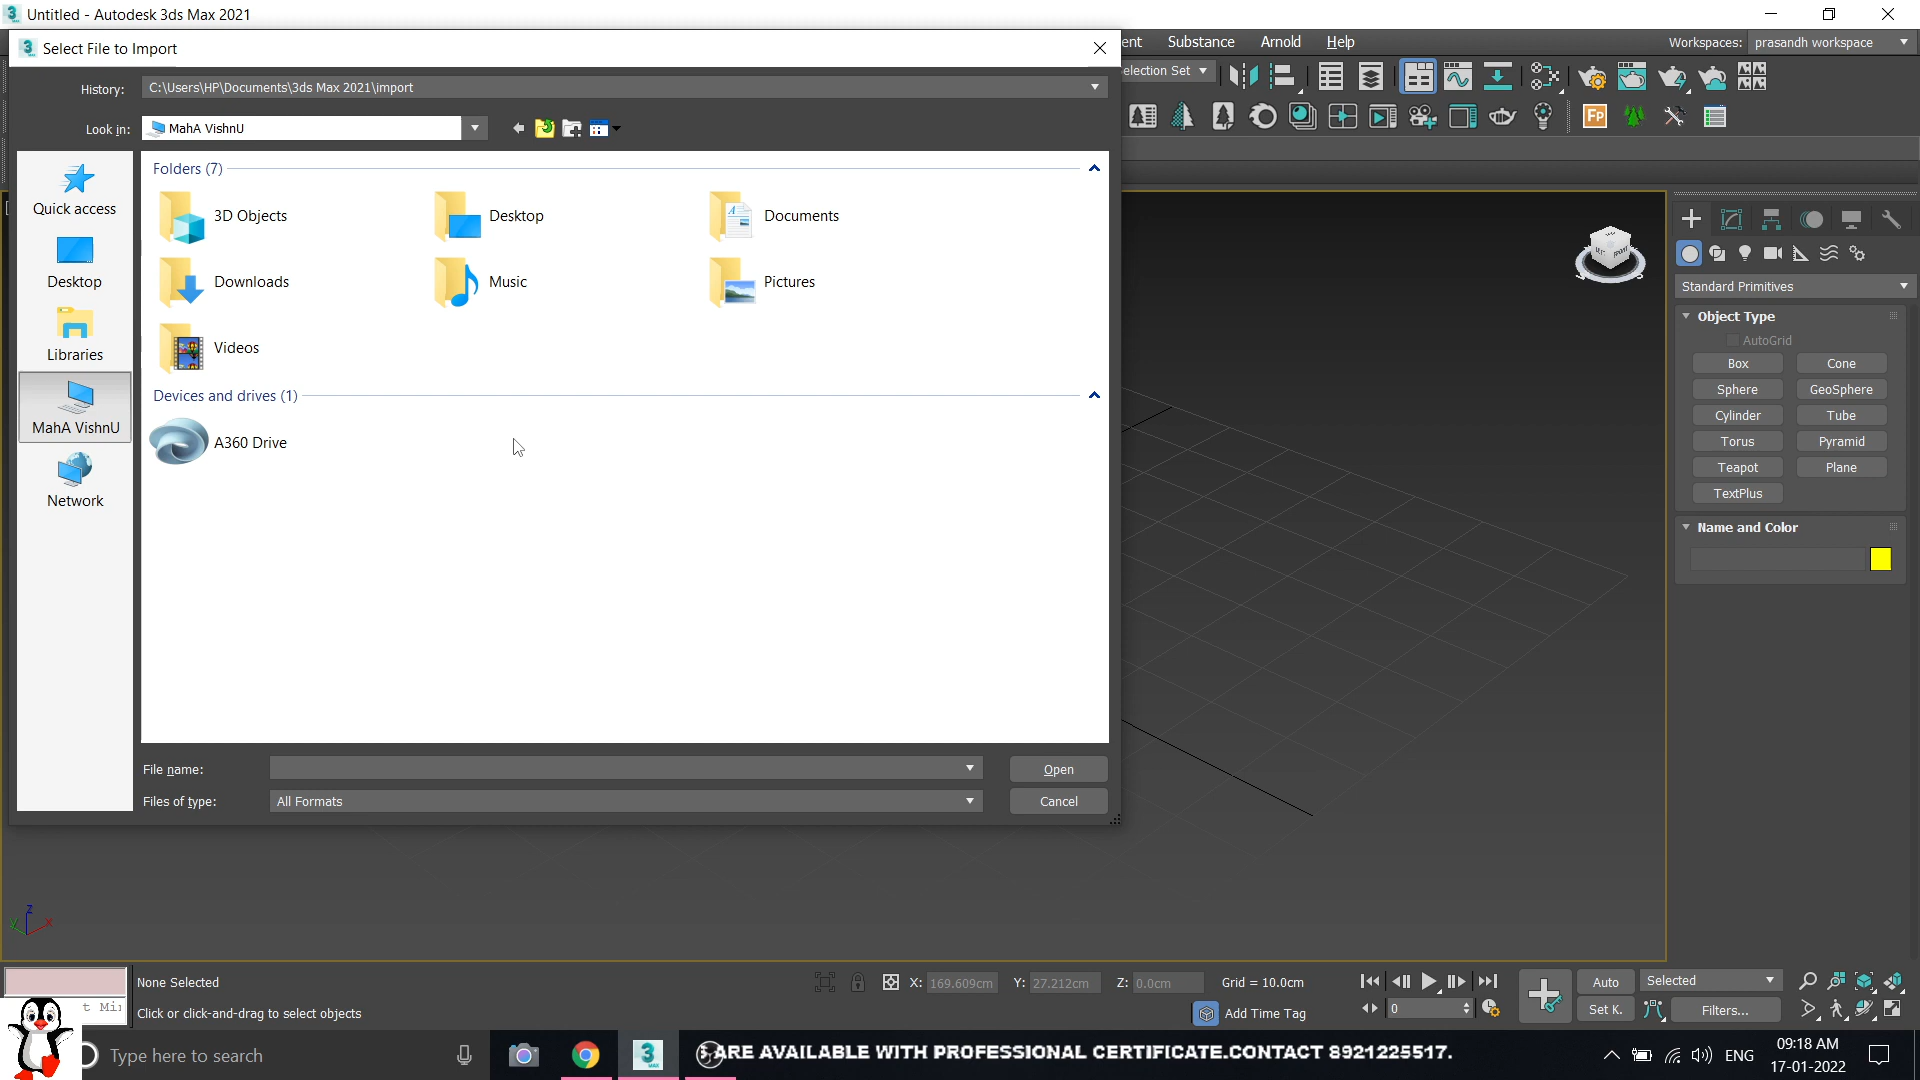 Untitled - Autodesk 3ds Max 2021
Select File to Import
ent Substance Arnold Help
Workspaces: prasandh workspace
election Set
History: C:\Users\HP\Documents\3ds Max 2021\import
Look in: MahA VishnU
Fp
Quick access
Desktop
Libraries
MahA VishnU
Network
Folders (7)
3D Objects Desktop Documents
Downloads Music Pictures
Videos
Devices and drives (1)
A360 Drive
File name: Open
Files of type: All Formats Cancel
Standard Primitives
Object Type
AutoGrid
Box Cone
Sphere GeoSphere
Cylinder Tube
Torus Pyramid
Teapot Plane
TextPlus
Name and Color
z
y x
None Selected
X: 169.609cm Y: 27.212cm Z: 0.0cm Grid = 10.0cm
Auto Selected
t Mi
Click or click-and-drag to select objects
Add Time Tag
0
Set K. Filters...
Type here to search
ARE AVAILABLE WITH PROFESSIONAL CERTIFICATE.CONTACT 8921225517.
ENG
09:18 AM
17-01-2022